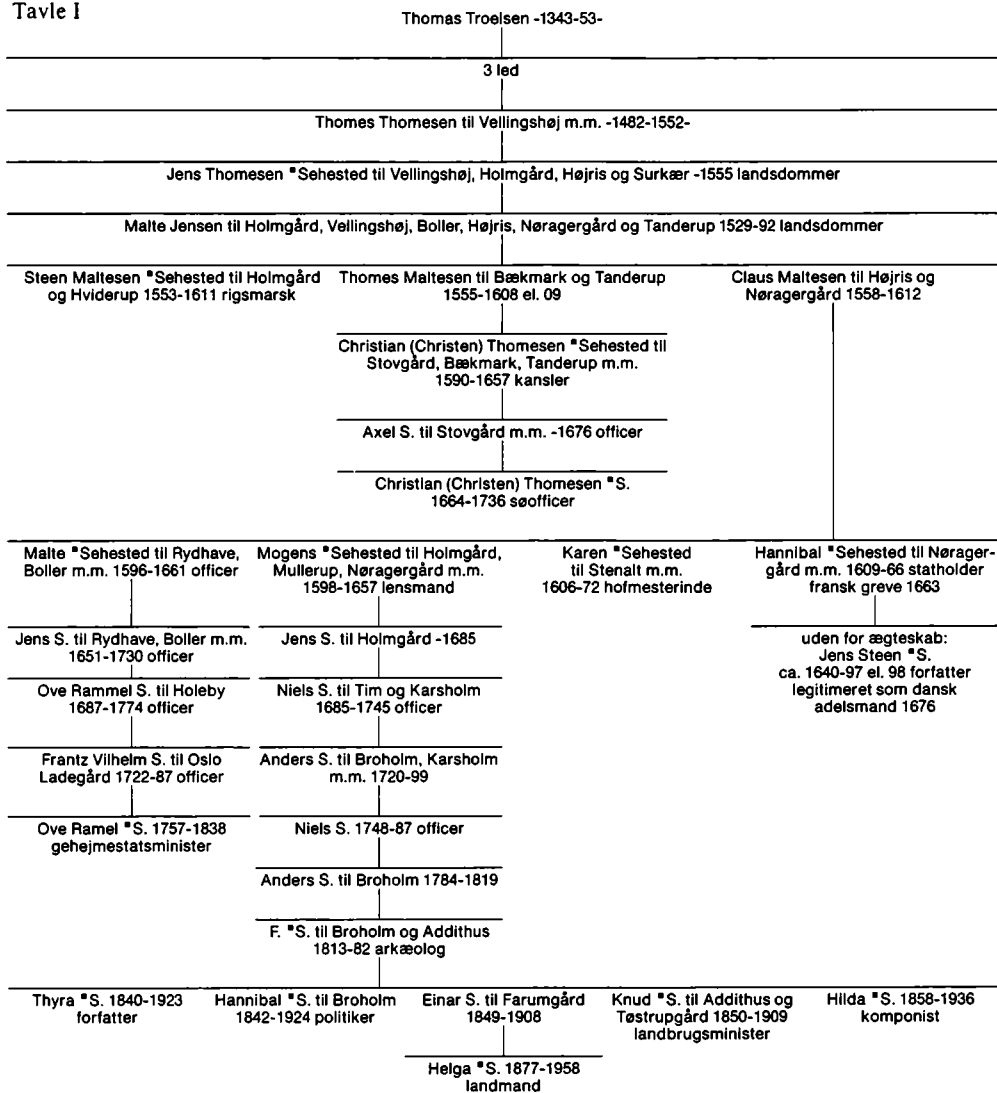 Tavle I
Thomas Troelsen -1343-53-
3 led
Thomes Thomesen til Vellingshøj m.m. -1482-1552-
Jens Thomesen ■Sehested til Vellingshøj, Holmgård, Højris og Surkær -1555 landsdommer
Malte Jensen til Holmgård, Vellingshøj, Boller, Højris, Nøragergård og Tanderup 1529-92 landsdommer
Steen Maltesen ■Sehested til Holmgård
og Hviderup 1553-1611 rigsmarsk
Thomes Maltesen til Bækmark og Tanderup
1555-1608 el. 09
Claus Maltesen til Højris og
Nøragergård 1558-1612
Christian (Christen) Thomesen ■Sehested til
Stovgård, Bækmark, Tanderup m.m.
1590-1657 kansler
Axel S. til Stovgård m.m. -1676 officer
Christian (Christen) Thomesen ■S.
1664-1736 søofficer
Malte ■Sehested til Rydhave,
Boller m.m. 1596-1661 officer
Mogens ■Sehested til Holmgård,
Mullerup, Nøragergård m.m.
1598-1657 lensmand
Karen ■Sehested
til Stenalt m.m.
1606-72 hofmesterinde
Hannibal ■Sehested til Nørager-
gård m.m. 1609-66 statholder
fransk greve 1663
Jens S. til Rydhave, Boller m.m.
1651-1730 officer
Jens S. til Holmgård -1685
uden for ægteskab:
Jens Steen ■S.
ca. 1640-97 el. 98 forfatter
legitimeret som dansk
adelsmand 1676
Ove Rammel S. til Holeby
1687-1774 officer
Niels S. til Tim og Karsholm
1685-1745 officer
Frantz Vilhelm S. til Oslo
Ladegård 1722-87 officer
Anders S. til Broholm, Karsholm
m.m. 1720-99
Ove Ramel ■S. 1757-1838
gehejmestatsminister
Niels S. 1748-87 officer
Anders S. til Broholm 1784-1819
F. ■S. til Broholm og Addithus
1813-82 arkæolog
Thyra ■S. 1840-1923
forfatter
Hannibal ■S. til Broholm
1842-1924 politiker
Einar S. til Farumgård
1849-1908
Knud ■S. til Addithus og
Tøstrupgård 1850-1909
landbrugsminister
Hilda ■S. 1858-1936
komponist
Helga ■S. 1877-1958
landmand